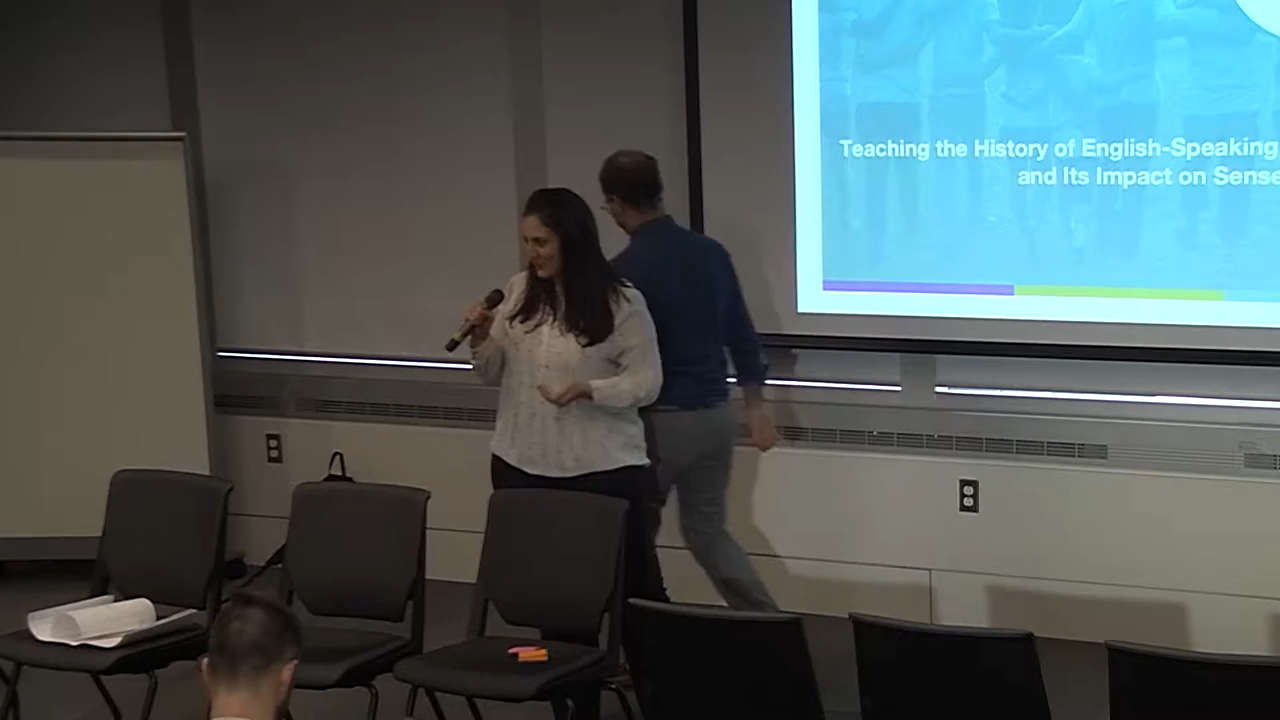 Teaching the History of English-Speaking
and Its Impact on Sense